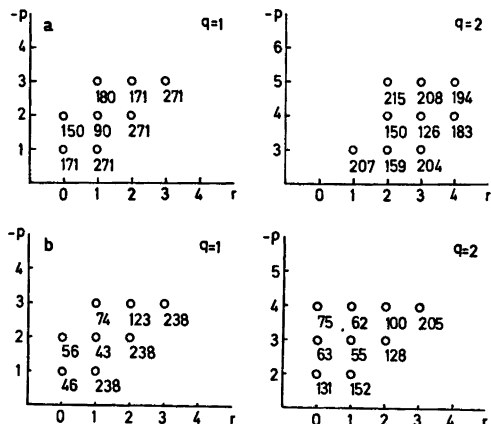 a
-p
q=1
4
3
180 171 271
2
150 90 271
1
171 271
0 1 2 3 4 r
-p
q=2
5
215 208 194
4
150 126 183
3
207 159 204
0 1 2 3 4 r
b
-p
q=1
4
3
74 123 238
2
56 43 238
1
46 238
0 1 2 3 4 r
-p
q=2
5
4
75 62 100 205
3
63 55 128
2
131 152
0 1 2 3 4 r